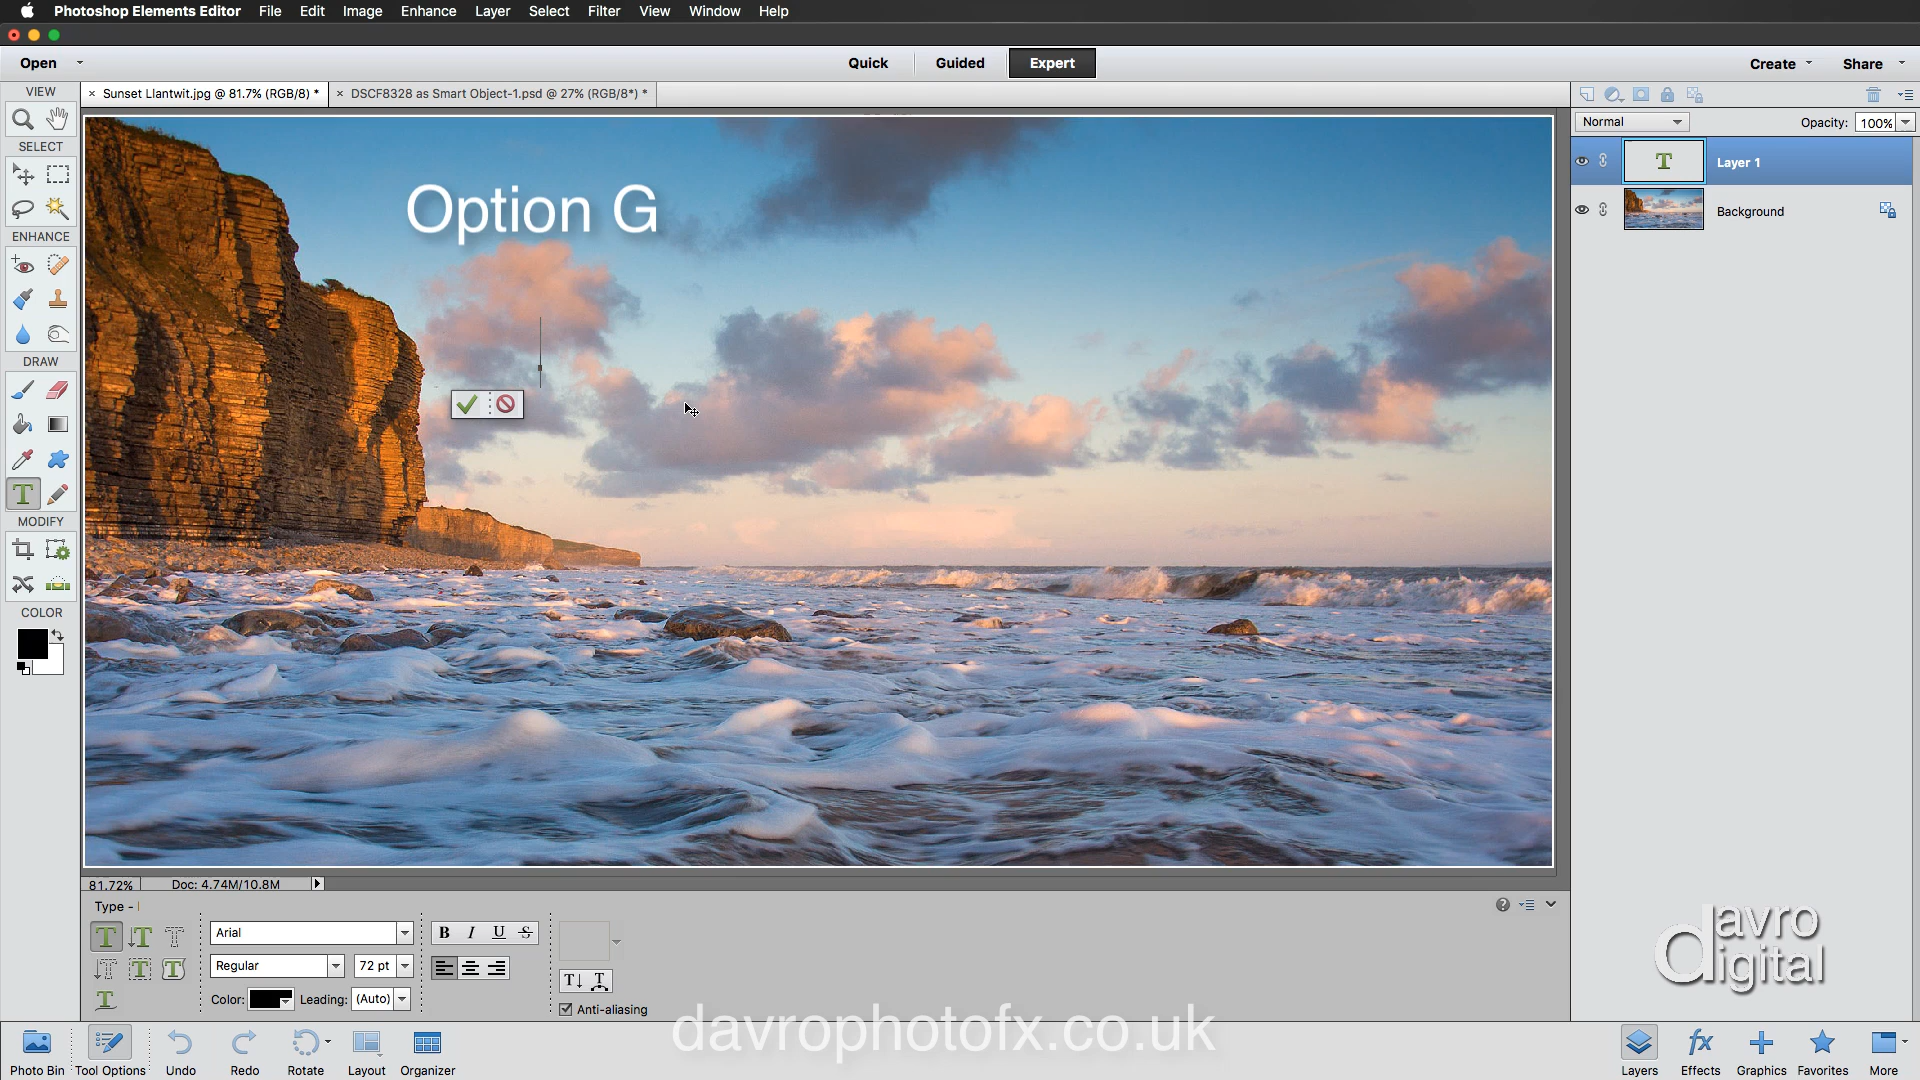 Photoshop Elements Editor File Edit Image Enhance Layer Select Filter View Window Help
Open Quick Guided Expert Create Share
VIEW
× Sunset Llantwit.jpg @ 81.7% (RGB/8) * × DSCF8328 as Smart Object-1.psd @ 27% (RGB/8*) *
Normal Opacity: 100%
SELECT
T Layer 1
Option G
Background
ENHANCE
DRAW
T
MODIFY
COLOR
81.72% Doc: 4.74M/10.8M
Type -
Arial B I U S
Regular 72 pt
Color: Leading: (Auto)
Anti-aliasing
davro
digital
davrophotofx.co.uk
Photo Bin Tool Options Undo Redo Rotate Layout Organizer Layers Effects Graphics Favorites More